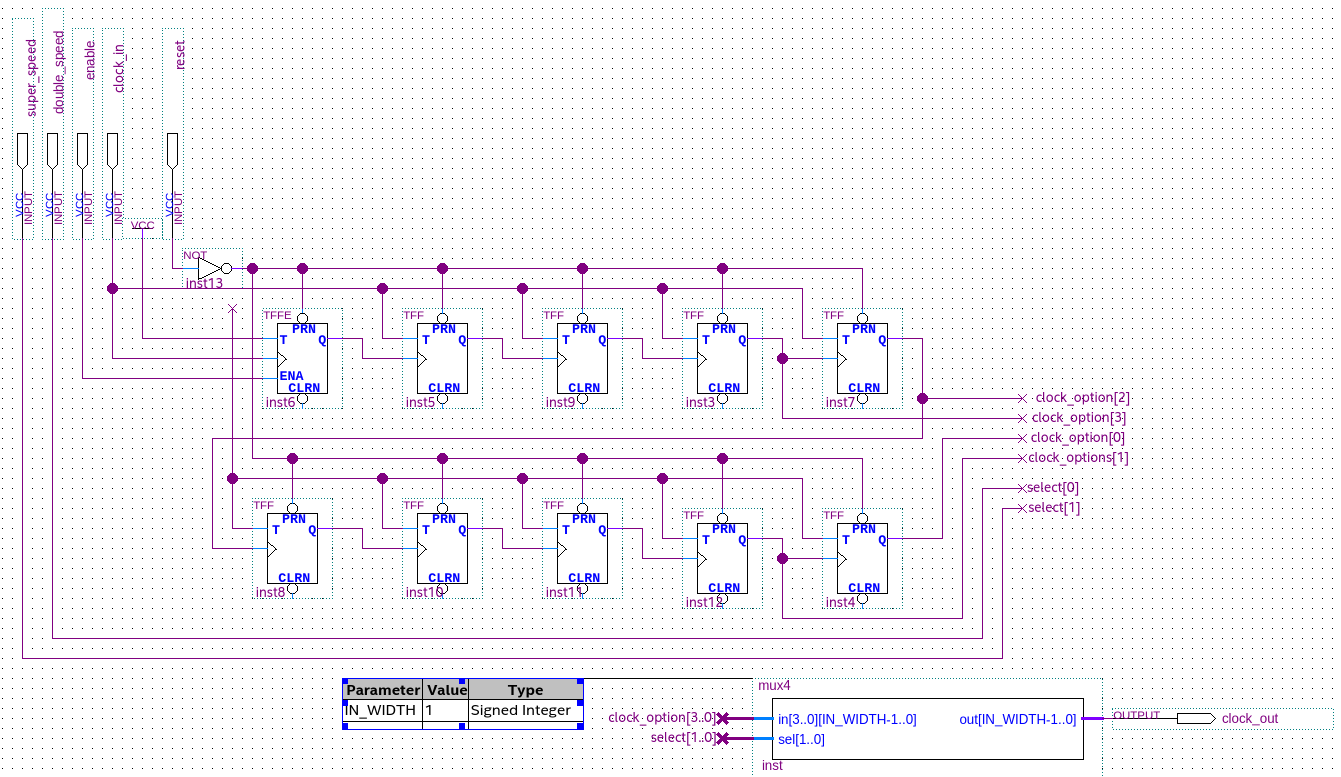 super_speed
double_speed
enable
clock_in
reset
VCC
INPUT
VCC
INPUT
VCC
INPUT
VCC
INPUT
VCC
VCC
INPUT
NOT
inst13
TFFE
PRN
T
Q
ENA
CLRN
inst6
TFF
PRN
T
Q
CLRN
inst5
TFF
PRN
T
Q
CLRN
inst9
TFF
PRN
T
Q
CLRN
inst3
TFF
PRN
T
Q
CLRN
inst7
clock_option[2]
clock_option[3]
clock_option[0]
clock_options[1]
select[0]
select[1]
TFF
PRN
T
Q
CLRN
inst8
TFF
PRN
T
Q
CLRN
inst10
TFF
PRN
T
Q
CLRN
inst11
TFF
PRN
T
Q
CLRN
inst12
TFF
PRN
T
Q
CLRN
inst4
Parameter Value Type
IN_WIDTH 1 Signed Integer
mux4
clock_option[3..0]
select[1..0]
in[3..0][IN_WIDTH-1..0]
out[IN_WIDTH-1..0]
sel[1..0]
inst
OUTPUT
clock_out